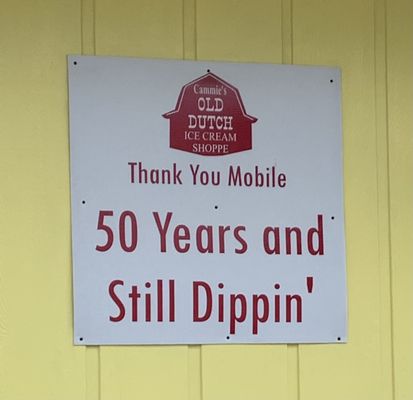 Cammie's
OLD
DUTCH
ICE CREAM
SHOPPE
Thank You Mobile
50 Years and
Still Dippin'